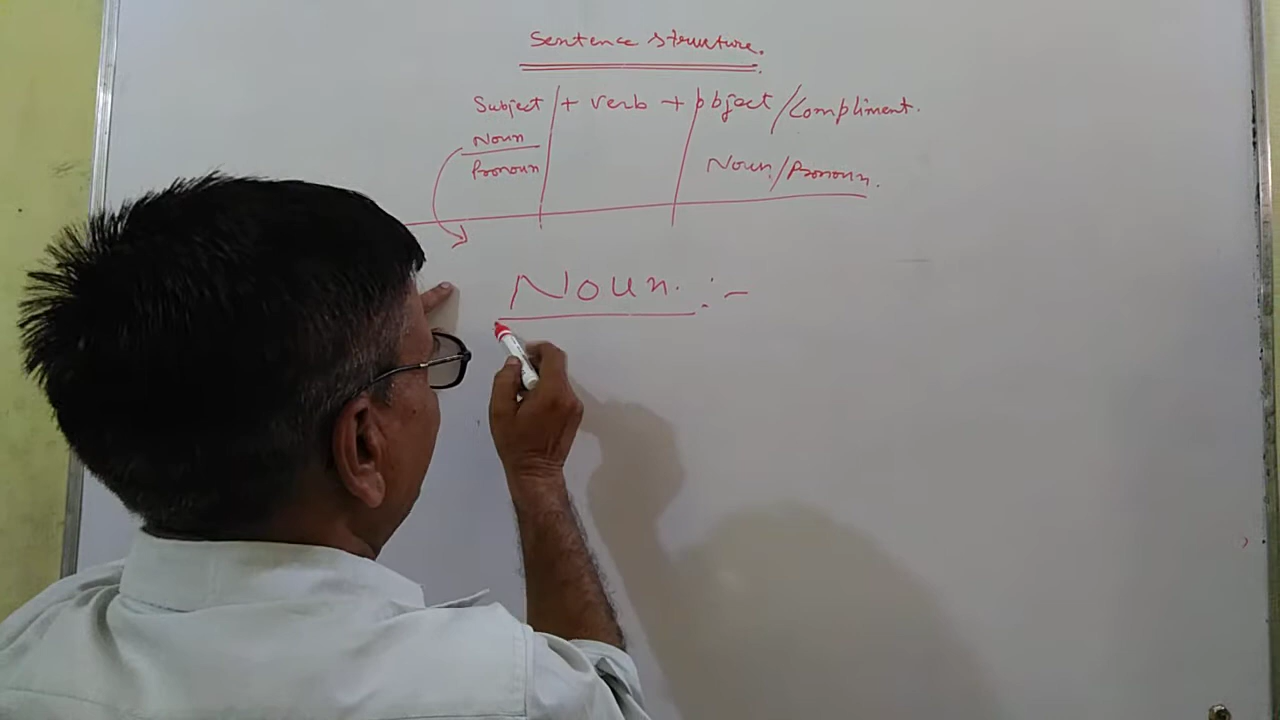 Sentence structure.
Subject + verb + object/Compliment.
Noun
Pronoun Noun/Pronoun.
Noun. :-